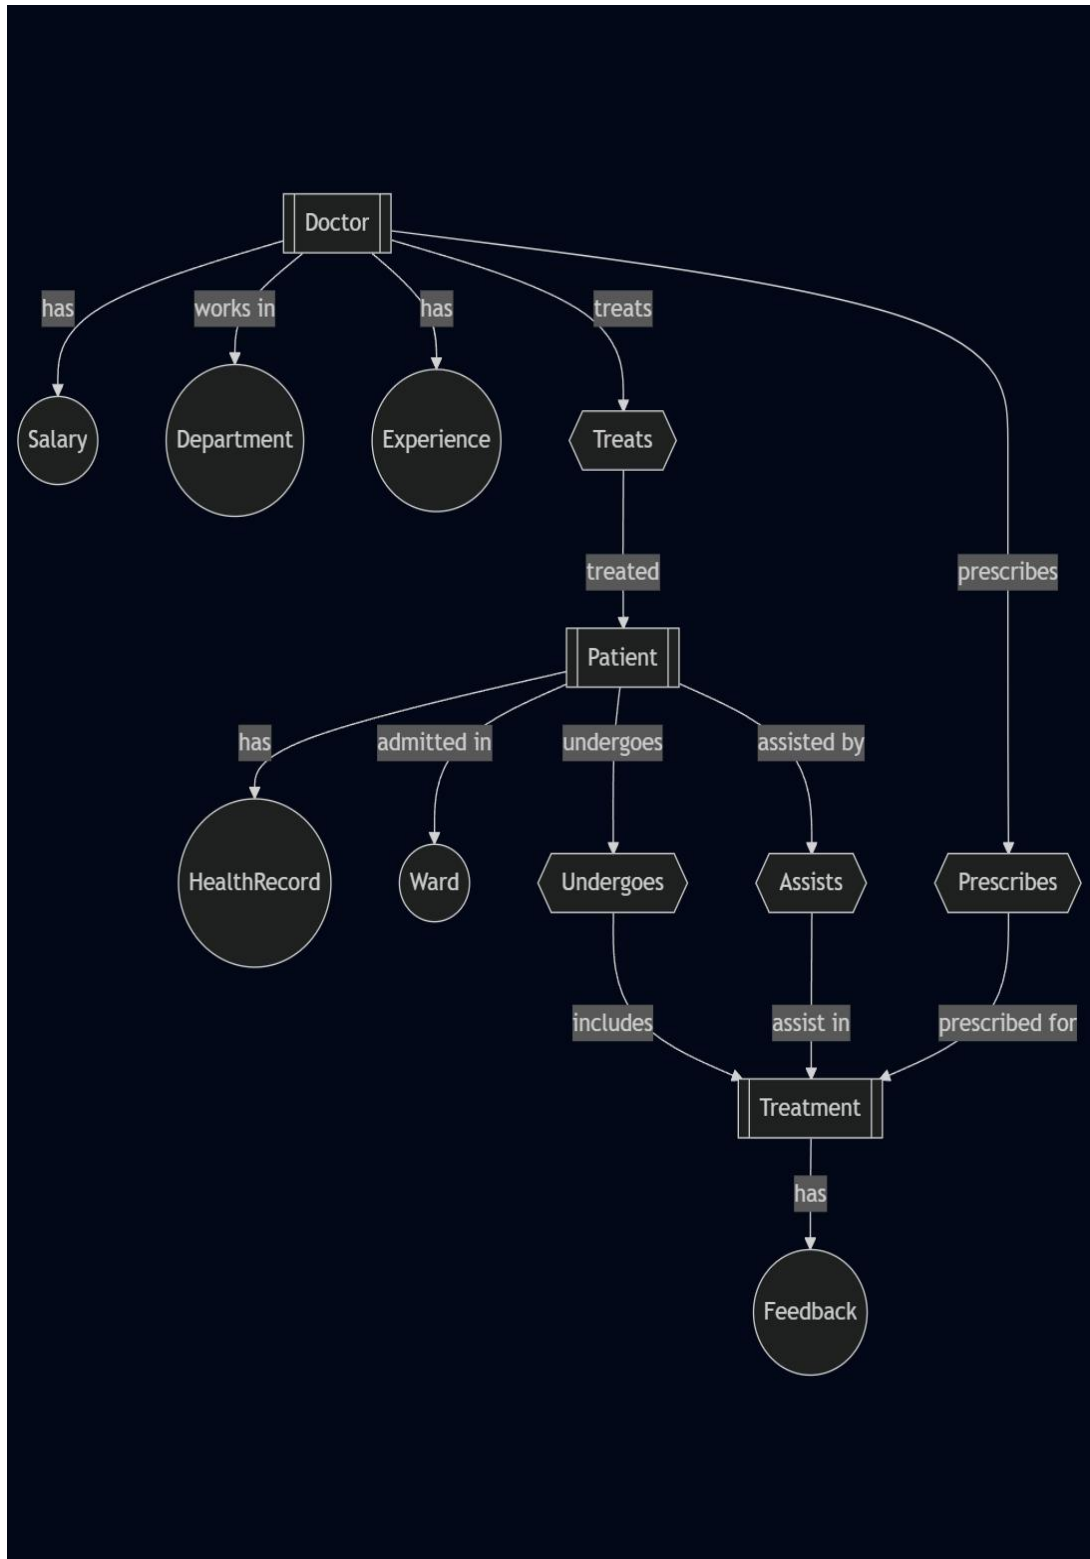 Doctor
has
works in
has
treats
Salary
Department
Experience
Treats
treated
prescribes
Patient
has
admitted in
undergoes
assisted by
HealthRecord
Ward
Undergoes
Assists
Prescribes
includes
assist in
prescribed for
Treatment
has
Feedback